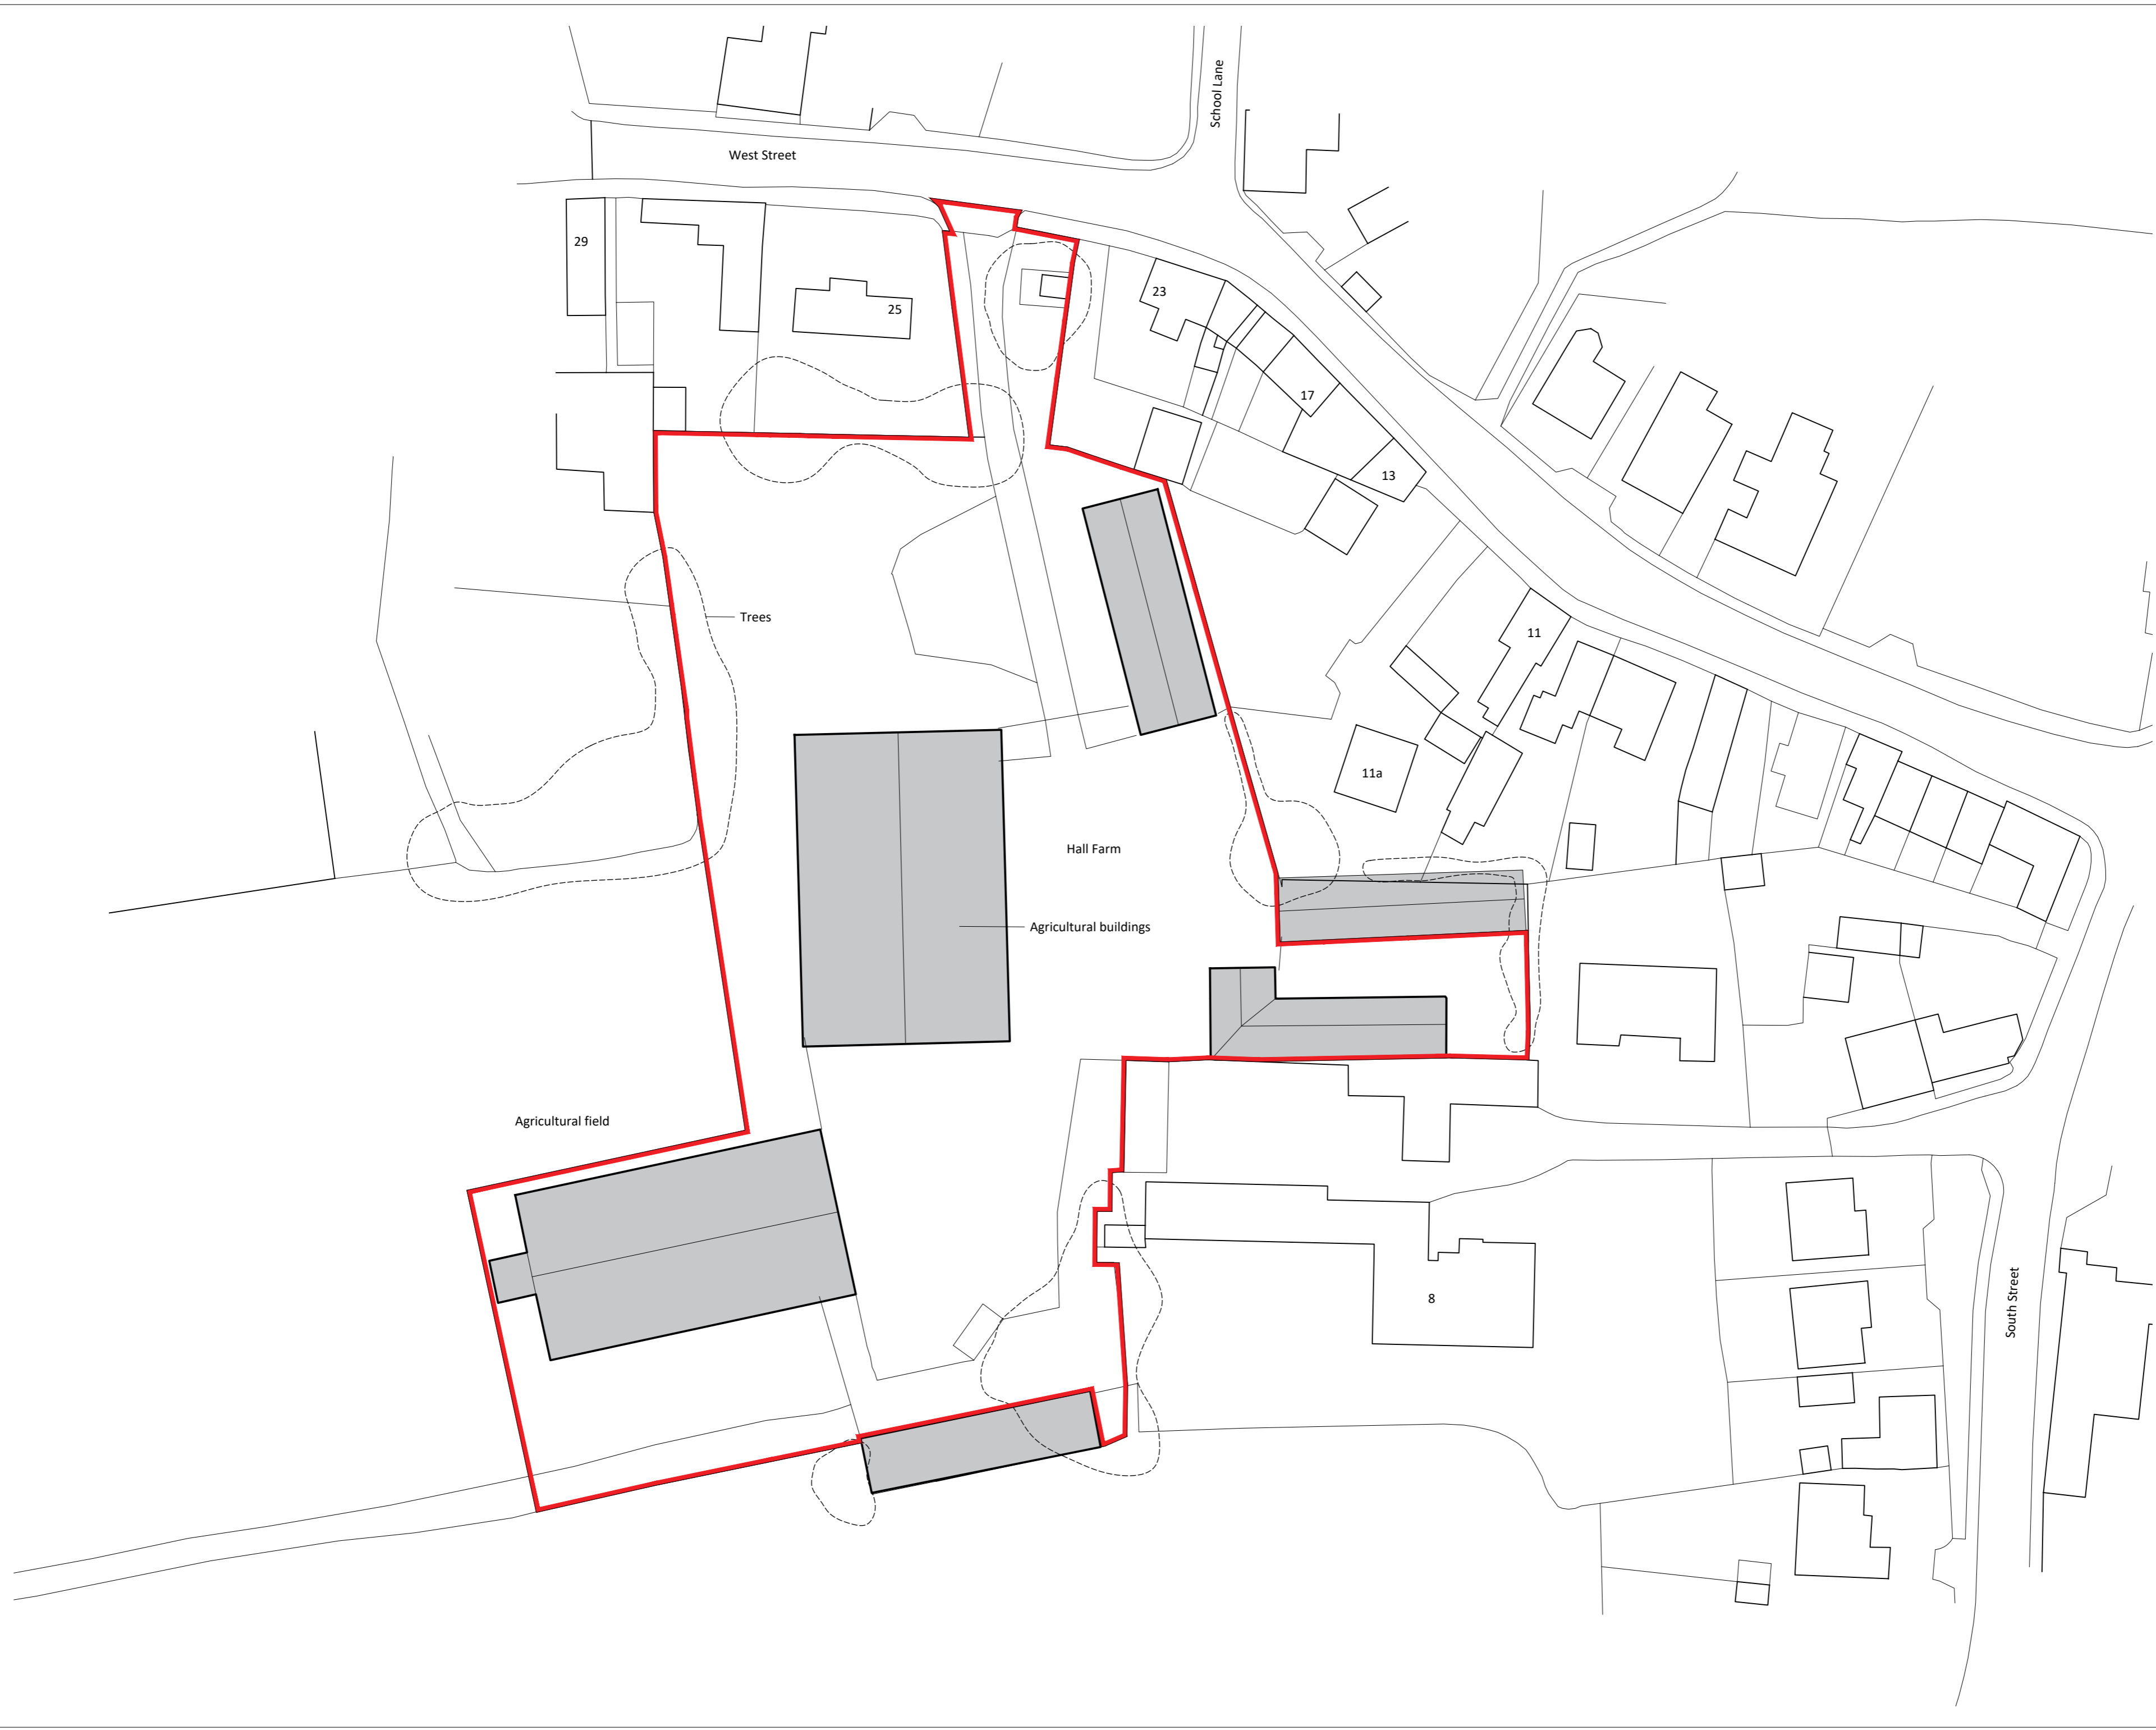 School Lane
West Street
29
25
23
17
13
Trees
11
11a
Hall Farm
Agricultural buildings
Agricultural field
8
South Street